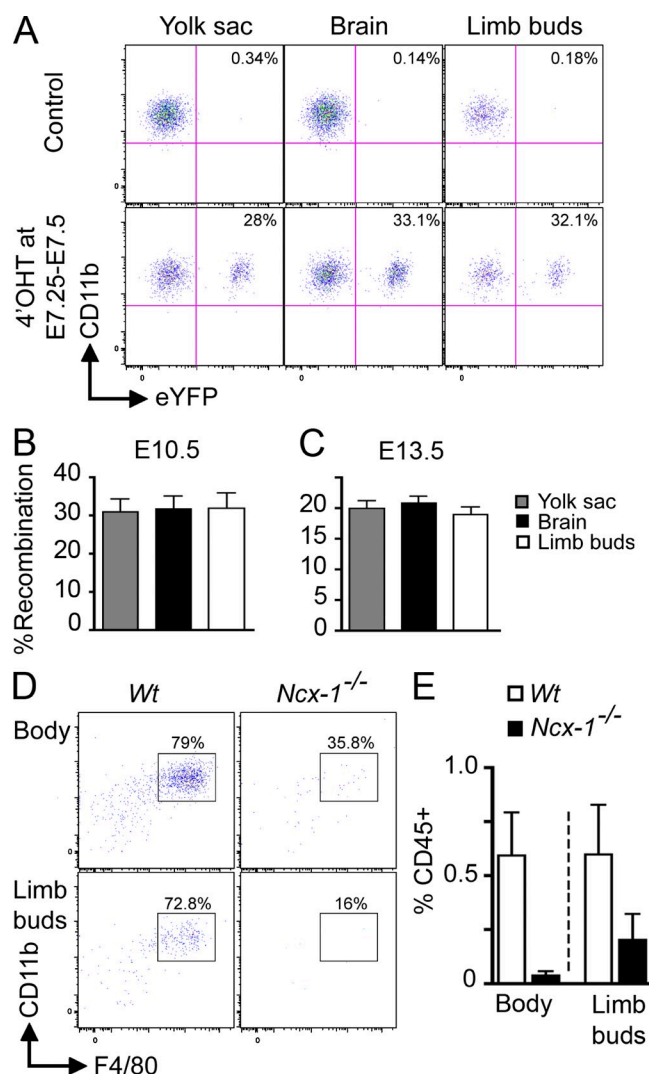 A
Yolk sac Brain Limb buds
Control
0.34% 0.14% 0.18%
0
4'OHT at
E7.25-E7.5
28% 33.1% 32.1%
0
0 0 0
CD11b
eYFP
B
E10.5
%Recombination
40
30
20
10
0
C
E13.5
20
15
10
5
0
Yolk sac
Brain
Limb buds
D
Wt Ncx-1-/-
Body
79% 35.8%
0 0
Limb
buds
72.8% 16%
0 0
0 0
CD11b
F4/80
E
Wt
Ncx-1-/-
% CD45+
1.0
0.5
0
Body
Limb
buds